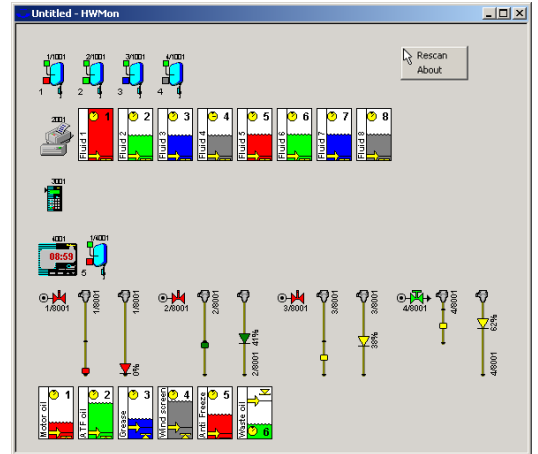 Untitled - HWMon
1/1001 2/1001 3/1001 4/1001
Rescan
About
1 2 3 4
2001
1 2 3 4 5 6 7 8
Fluid 1 Fluid 2 Fluid 3 Fluid 4 Fluid 5 Fluid 6 Fluid 7 Fluid 8
3001
4001 1/4001
08:59
5
1/8001 1/8001 1/8001 2/8001 2/8001 2/8001 3/8001 3/8001 3/8001 4/8001 4/8001 4/8001
0% 41% 38% 62%
1 2 3 4 5
Motor oil ATF oil Grease Wind screen Anti Freeze Waste oil
6